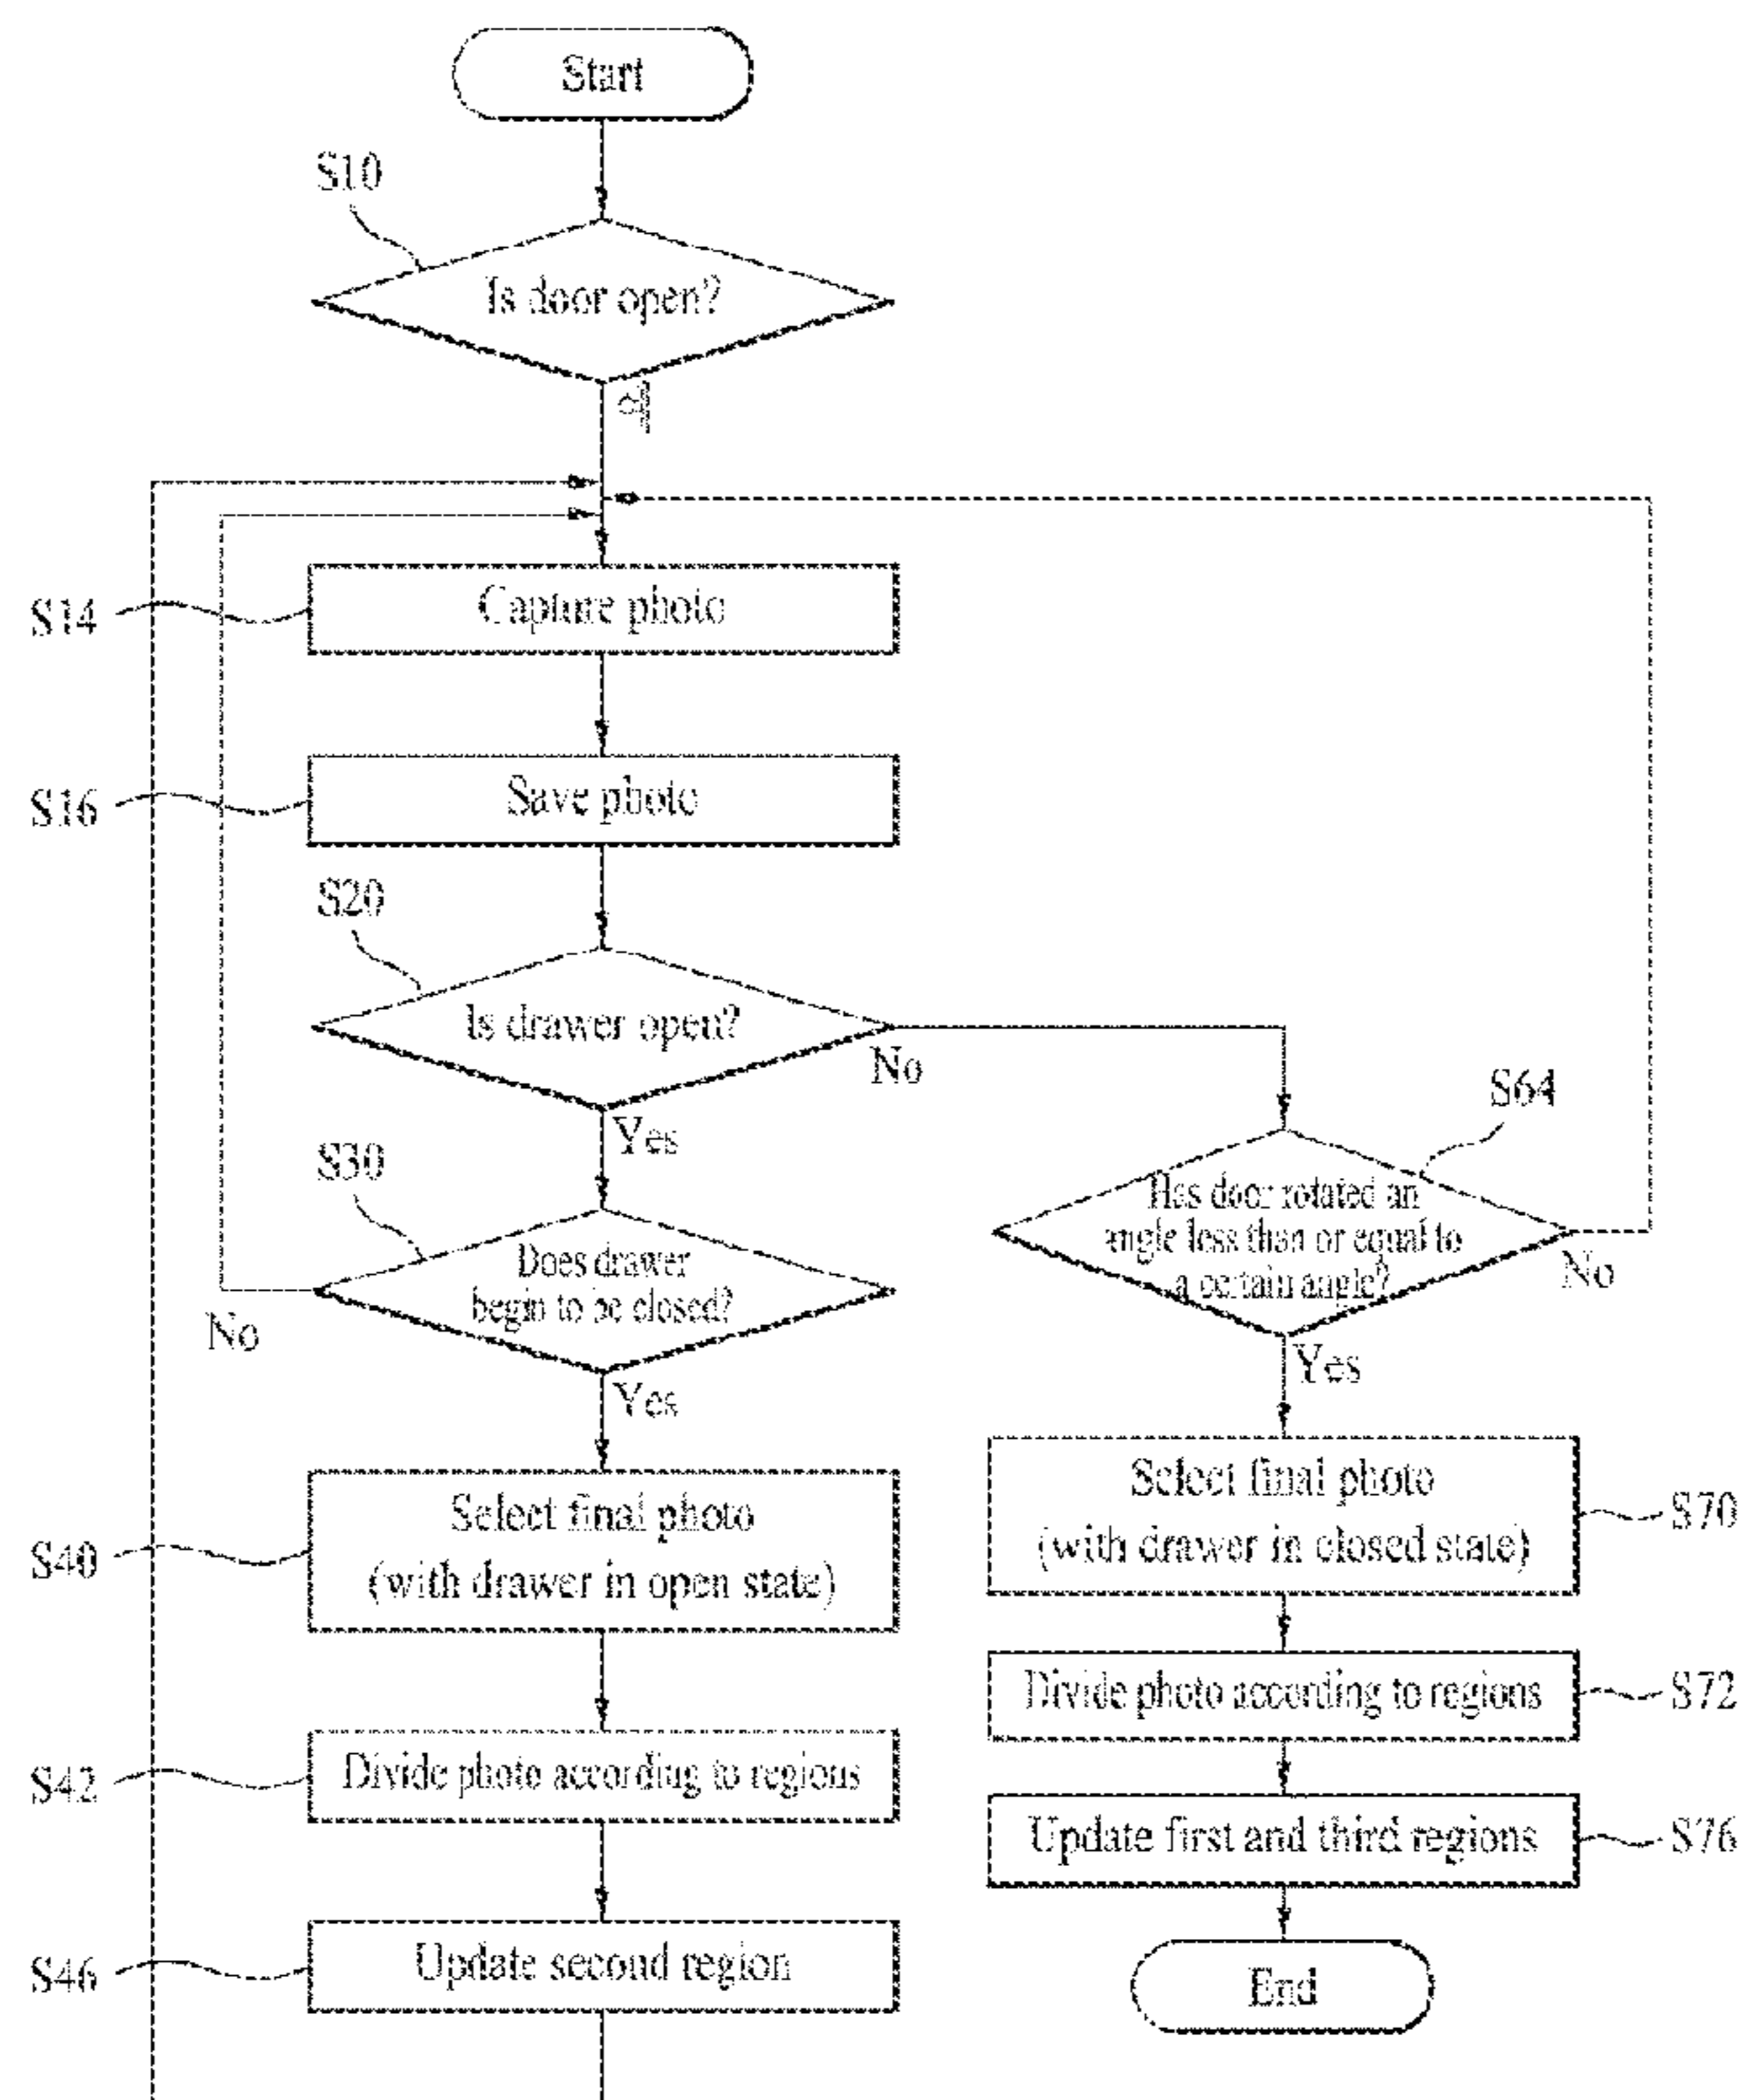 Start
S10
Is door open?
예
S14
Capture photo
S16
Save photo
S20
Is drawer open?
No
Yes
S64
Has door rotated an
angle less than or equal to
a certain angle?
No
Yes
S30
Does drawer
begin to be closed?
No
Yes
S40
Select final photo
(with drawer in open state)
S70
Select final photo
(with drawer in closed state)
S72
Divide photo according to regions
S42
Divide photo according to regions
S76
Update first and third regions
S46
Update second region
End